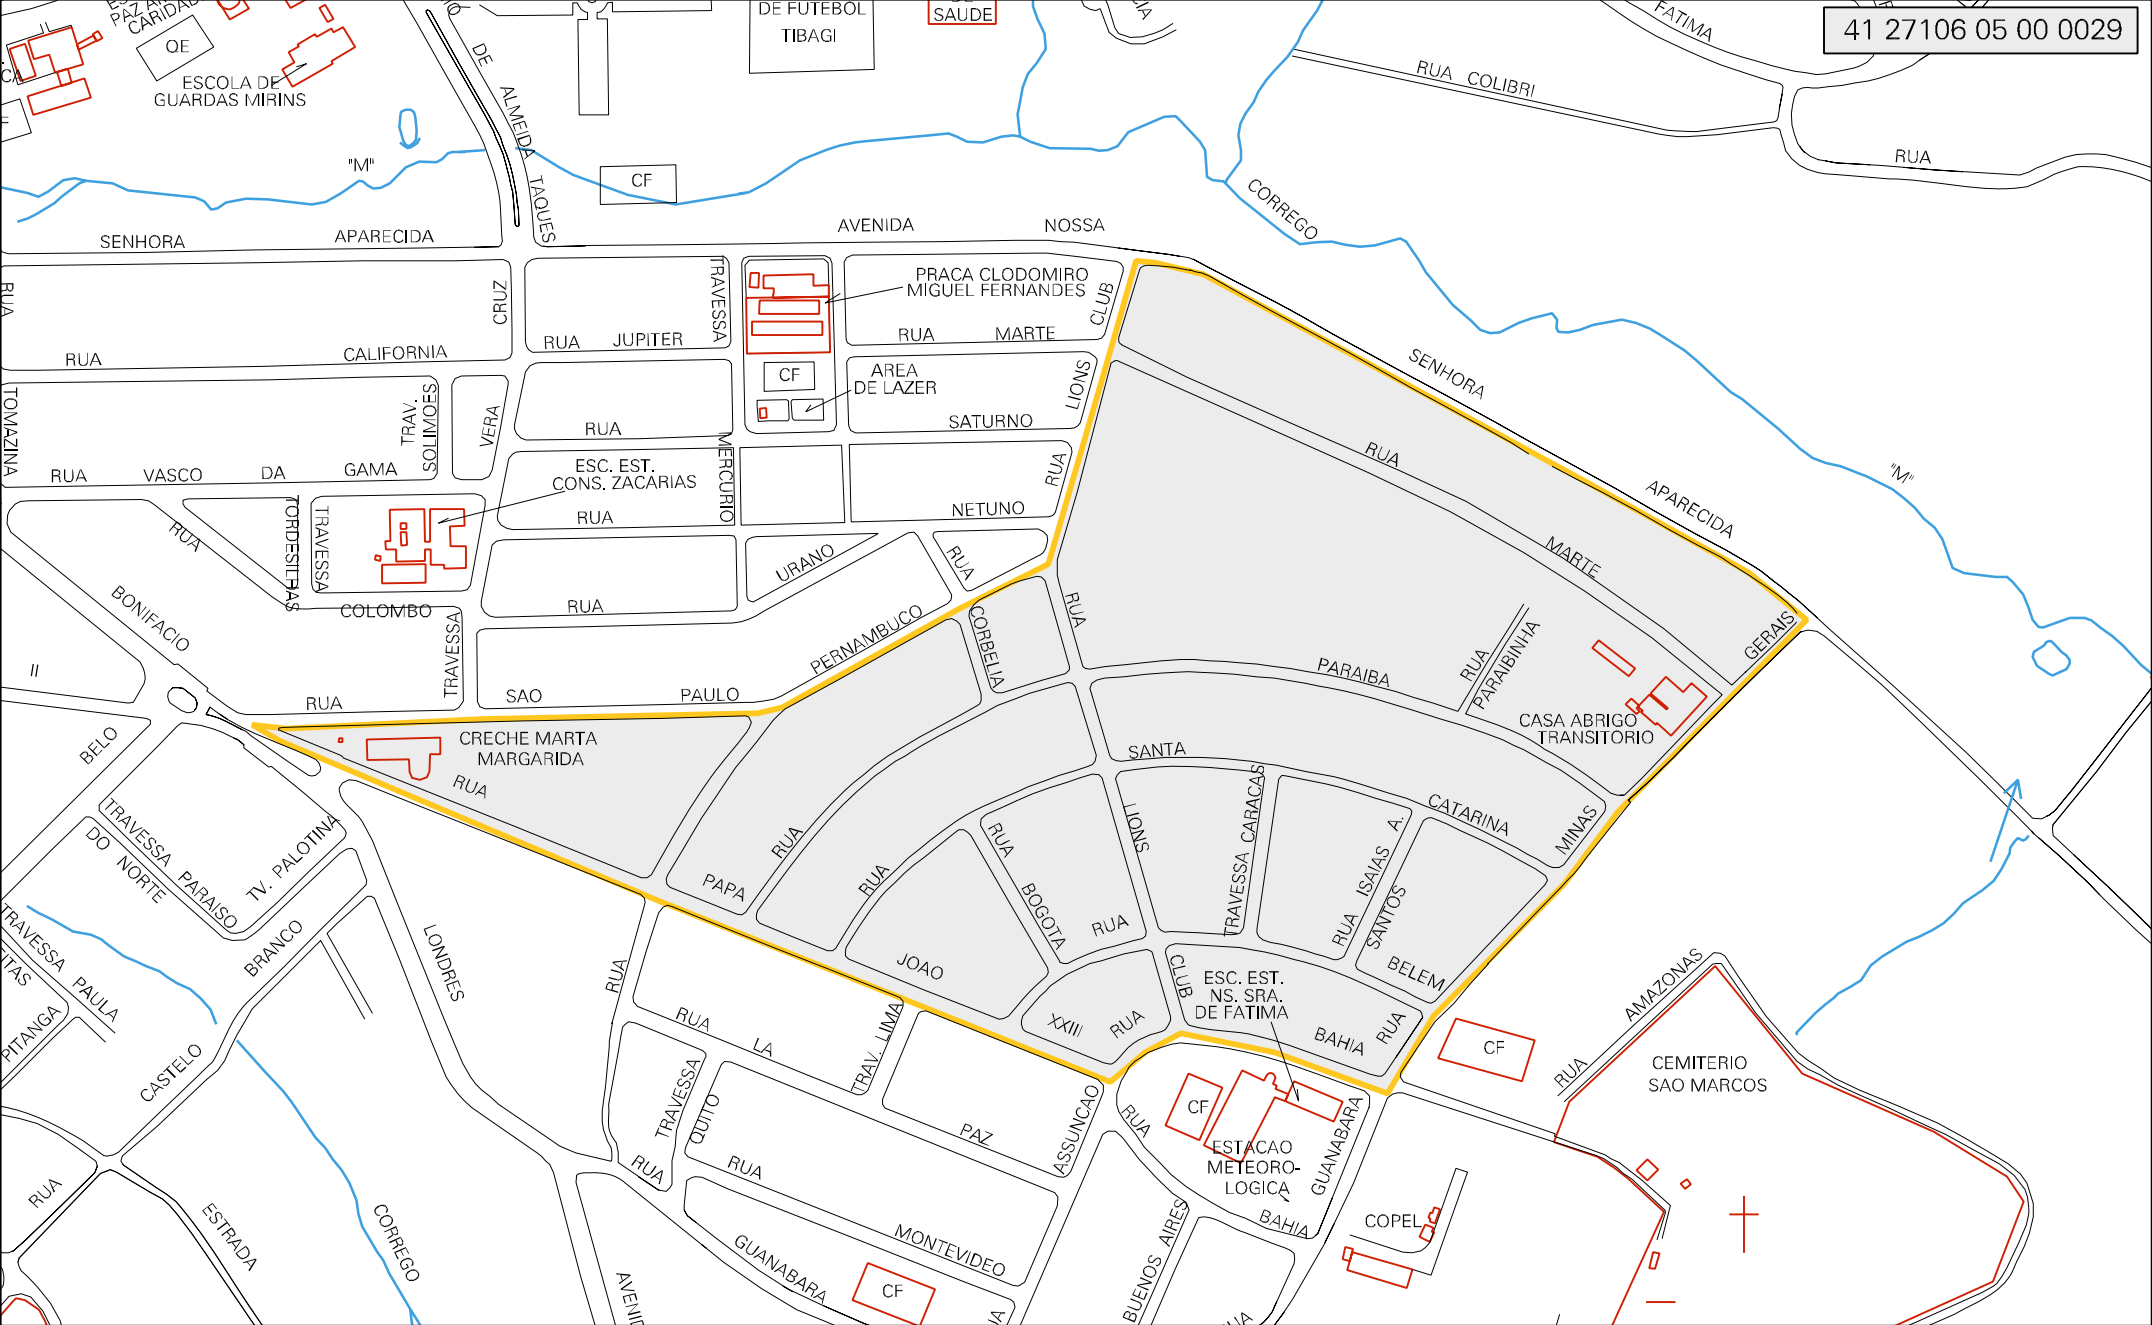 PAZ
CARIDAD
QE
ESCOLA DE
GUARDAS MIRINS
DE
ALMEIDA
TAQUES
DE FUTEBOL
TIBAGI
SAUDE
CIA
FATIMA
41 27106 05 00 0029
RUA COLIBRI
RUA
"M"
CF
CORREGO
SENHORA
APARECIDA
AVENIDA
NOSSA
RUA
CRUZ
TRAVESSA
PRACA CLODOMIRO
MIGUEL FERNANDES
CLUB
RUA
CALIFORNIA
RUA JUPITER
RUA MARTE
CF
AREA
DE LAZER
LIONS
SENHORA
TOMAZINA
TRAV.
SOLIMOES
VERA
RUA
MERCURIO
SATURNO
RUA
RUA
VASCO
DA
GAMA
ESC. EST.
CONS. ZACARIAS
RUA
"M"
APARECIDA
RUA
TORDESILHAS
TRAVESSA
RUA
NETUNO
MARTE
URANO
RUA
BONIFACIO
COLOMBO
RUA
TRAVESSA
PERNAMBUCO
CORBELIA
RUA
RUA
PARAIBINHA
GERAIS
II
RUA
SAO
PAULO
PARAIBA
CASA ABRIGO
TRANSITORIO
BELO
CRECHE MARTA
MARGARIDA
RUA
SANTA
CATARINA
MINAS
TRAVESSA
PARAISO
DO NORTE
TV. PALOTINA
RUA
RUA
PAPA
RUA
BOGOTA
LIONS
TRAVESSA CARACAS
RUA ISAIAS A.
SANTOS
RUA
TRAVESSA
PAULA
BRANCO
LONDRES
RUA
JOAO
CLUB
BELEM
ESC. EST.
NS. SRA.
DE FATIMA
AMAZONAS
RUA
PITANGA
CASTELO
RUA
LA
TRAV. LIMA
XXIII
RUA
BAHIA
RUA
CF
CEMITERIO
SAO MARCOS
TRAVESSA
QUITO
PAZ
ASSUNCAO
RUA
CF
ESTACAO
METEORO-
LOGICA
GUANABARA
RUA
RUA
RUA
ESTRADA
CORREGO
MONTEVIDEO
GUANABARA
CF
BUENOS AIRES
BAHIA
COPEL